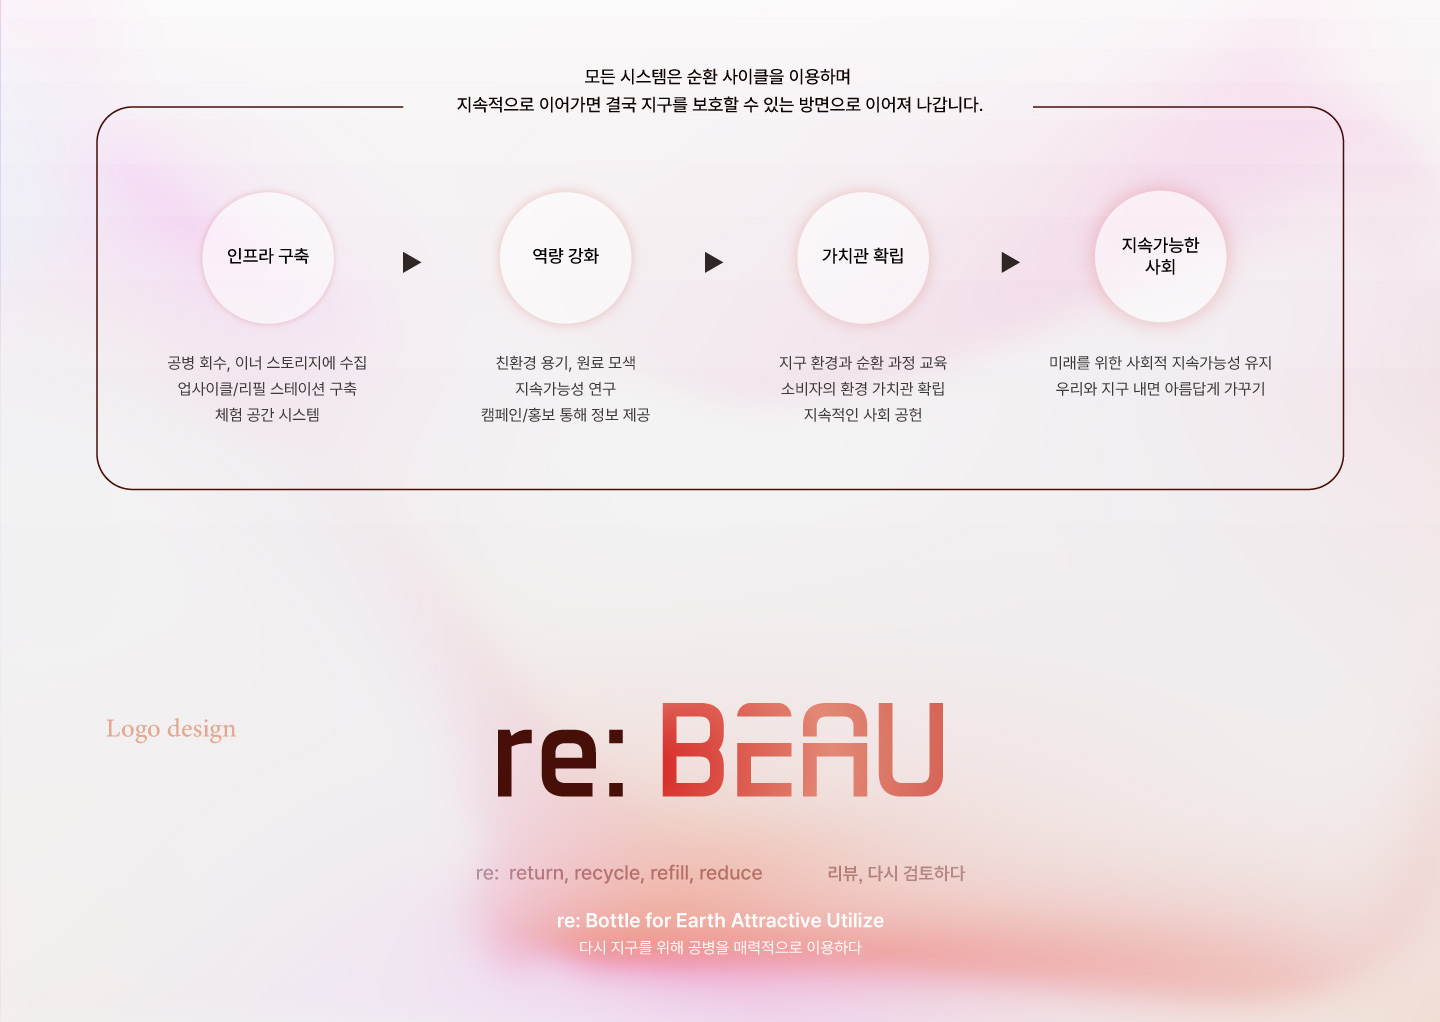 모든 시스템은 순환 사이클을 이용하며
지속적으로 이어가면 결국 지구를 보호할 수 있는 방면으로 이어져 나갑니다.
인프라 구축
공병 회수, 이너 스토리지에 수집
업사이클/리필 스테이션 구축
체험 공간 시스템
역량 강화
친환경 용기, 원료 모색
지속가능성 연구
캠페인/홍보 통해 정보 제공
가치관 확립
지구 환경과 순환 과정 교육
소비자의 환경 가치관 확립
지속적인 사회 공헌
지속가능한
사회
미래를 위한 사회적 지속가능성 유지
우리와 지구 내면 아름답게 가꾸기
Logo design
re: BEAU
re: return, recycle, refill, reduce
리뷰, 다시 검토하다
re: Bottle for Earth Attractive Utilize
다시 지구를 위해 공병을 매력적으로 이용하다